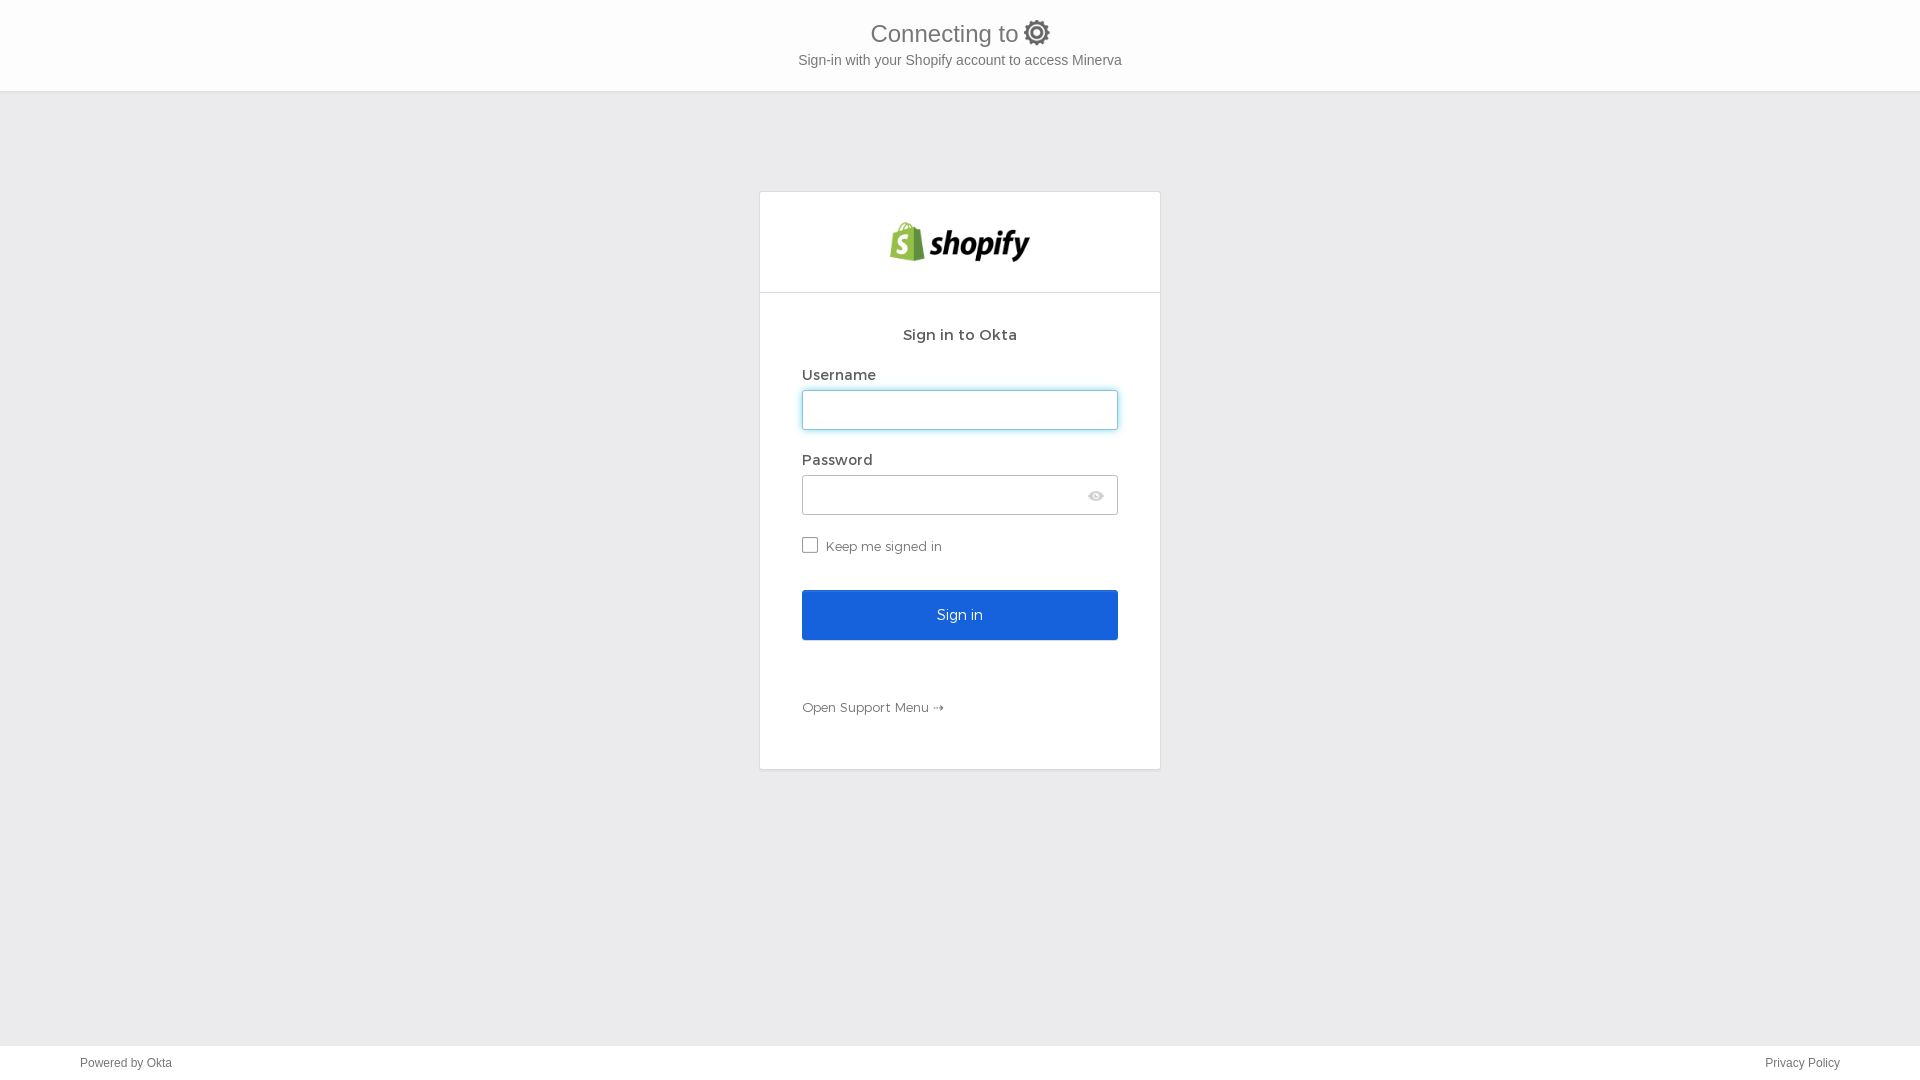 Connecting to
Sign-in with your Shopify account to access Minerva
shopify
Sign in to Okta
Username
Password
Keep me signed in
Sign in
Open Support Menu ⇢
Powered by Okta
Privacy Policy